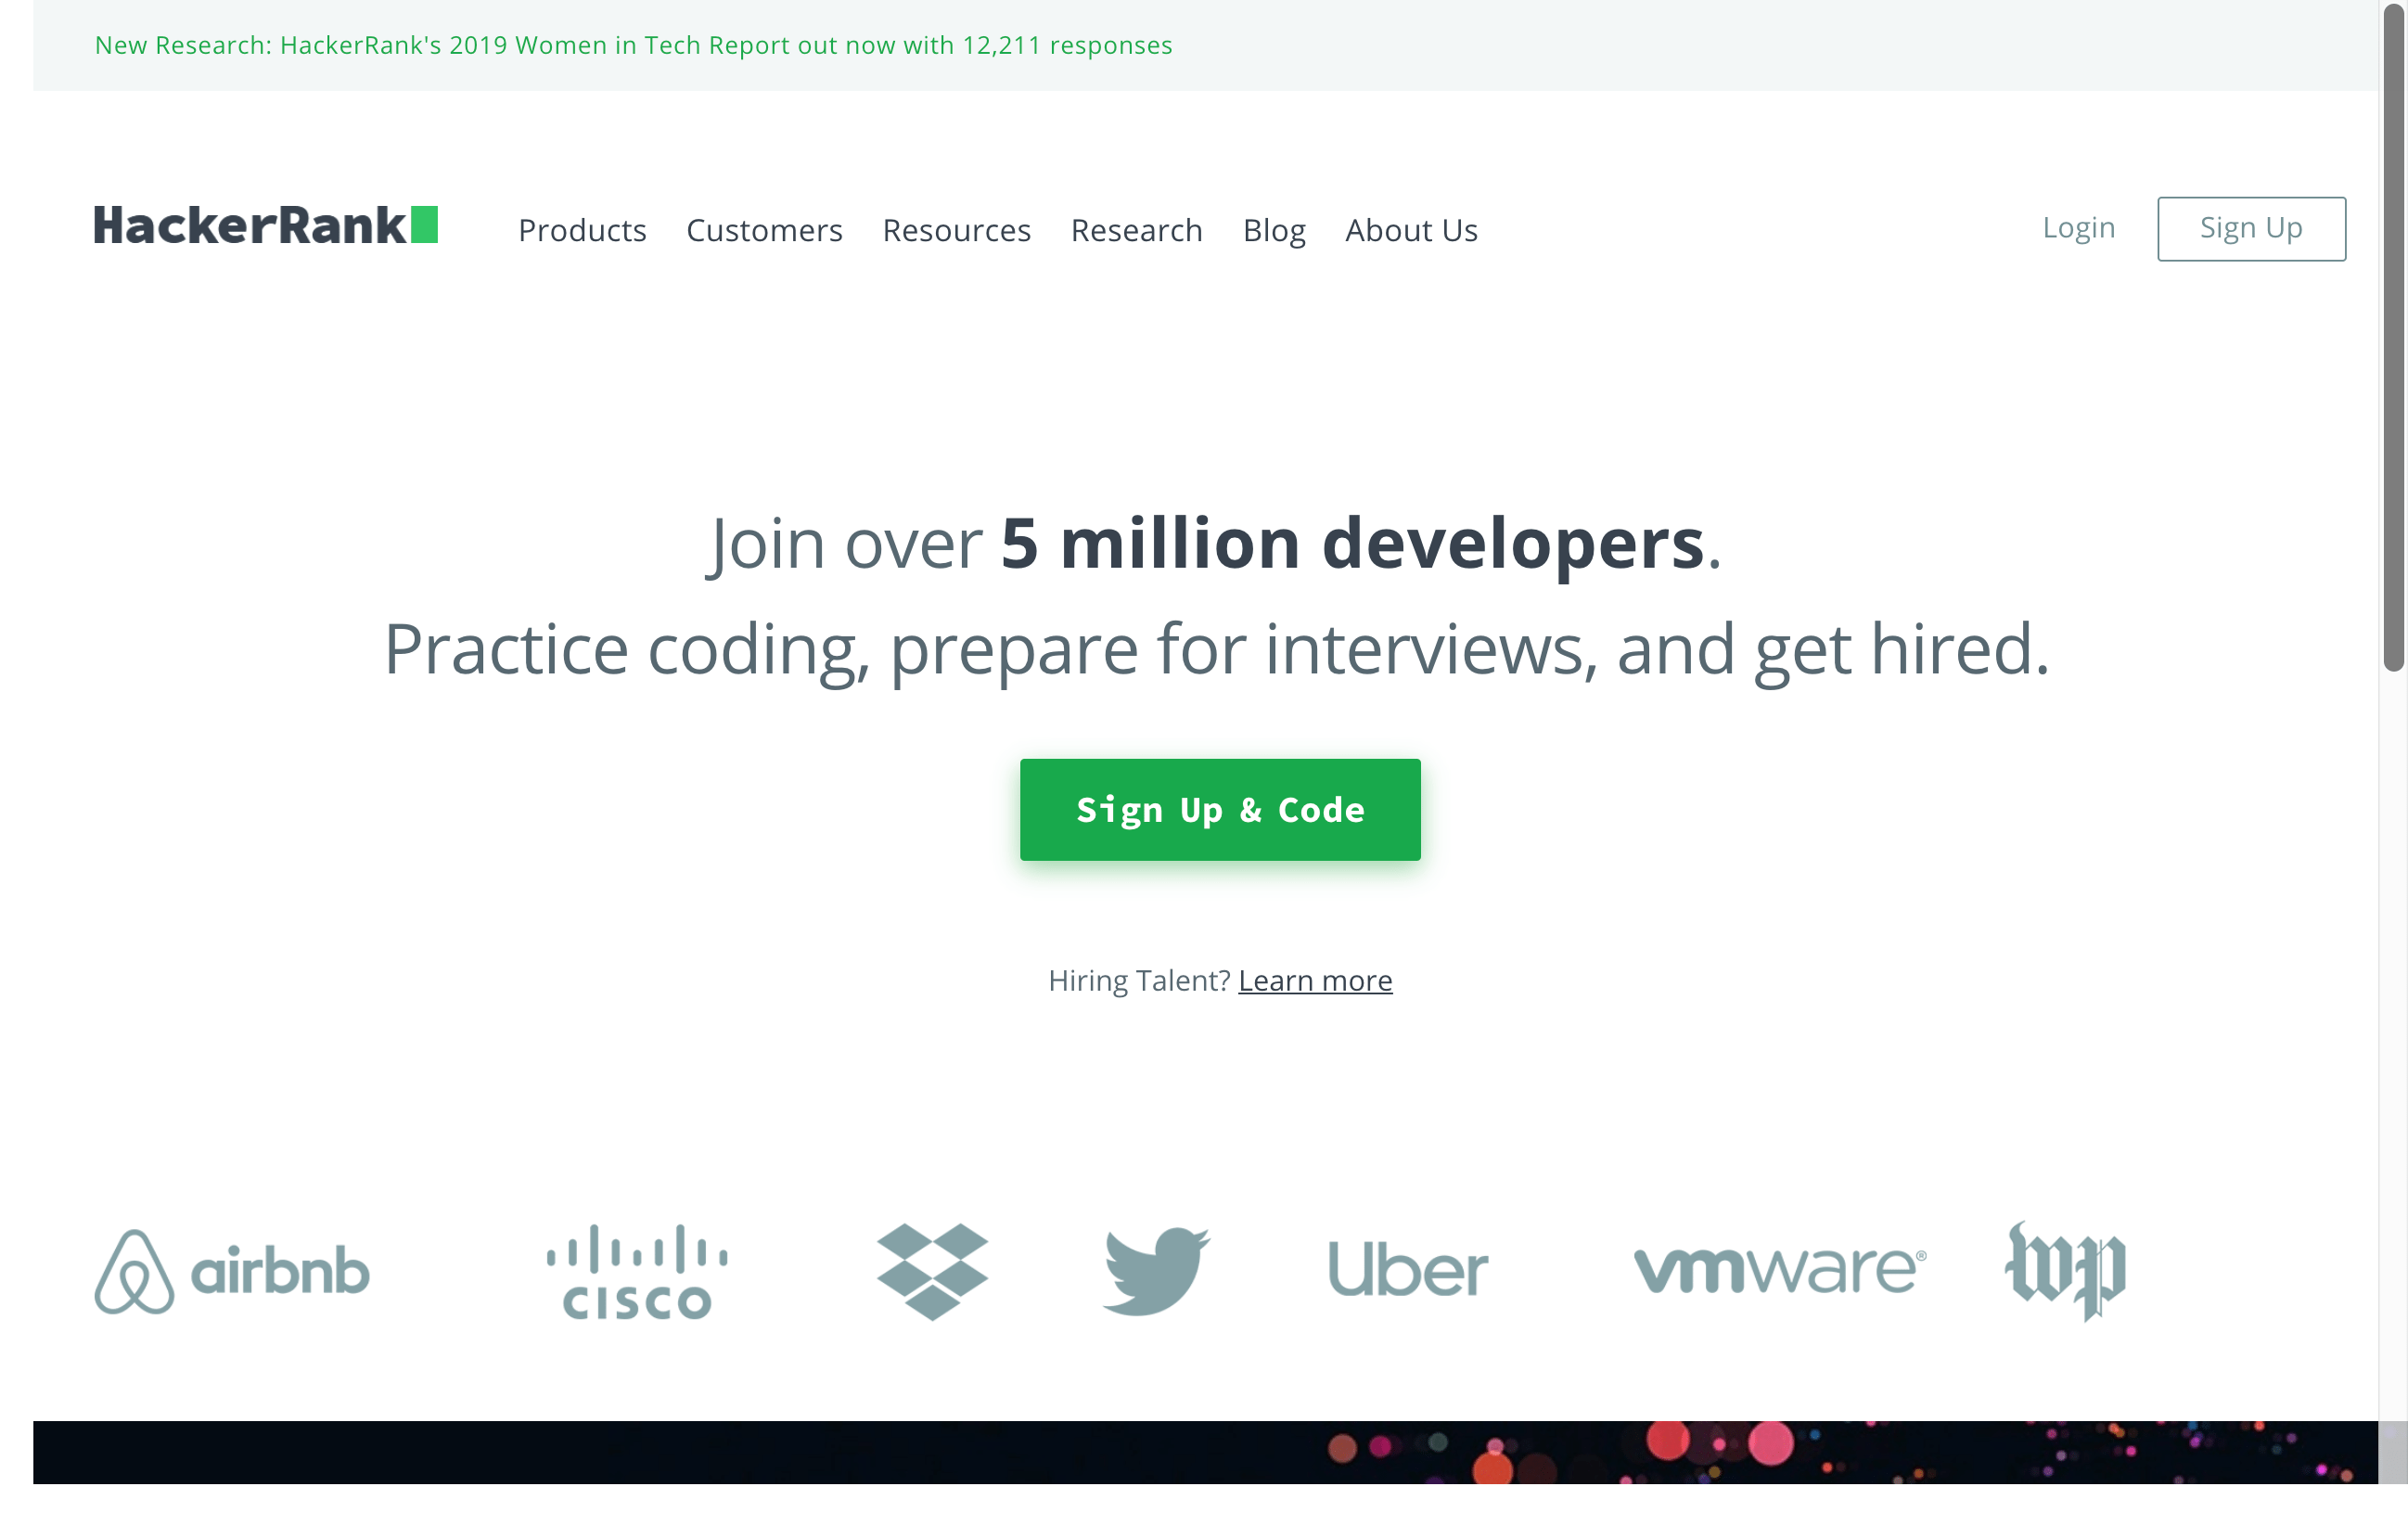 New Research: HackerRank's 2019 Women in Tech Report out now with 12,211 responses
HackerRank
Products Customers Resources Research Blog About Us
Login Sign Up
Join over 5 million developers.
Practice coding, prepare for interviews, and get hired.
Sign Up & Code
Hiring Talent? Learn more
airbnb
cisco
Uber
vmware®
wp